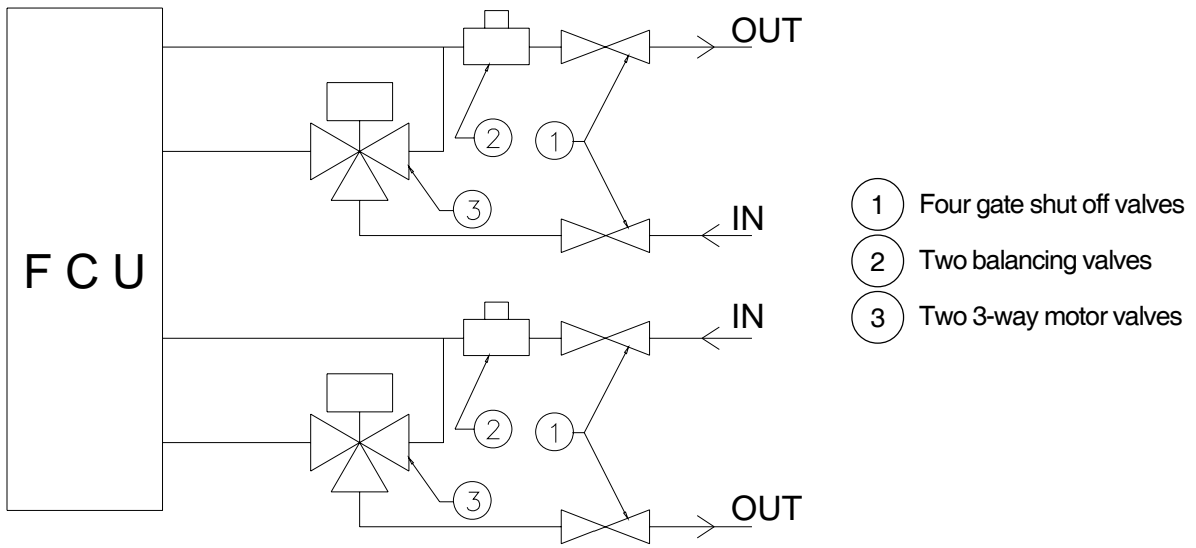 OUT
2
1
3
IN
F C U
IN
2
1
3
OUT
1 Four gate shut off valves
2 Two balancing valves
3 Two 3-way motor valves